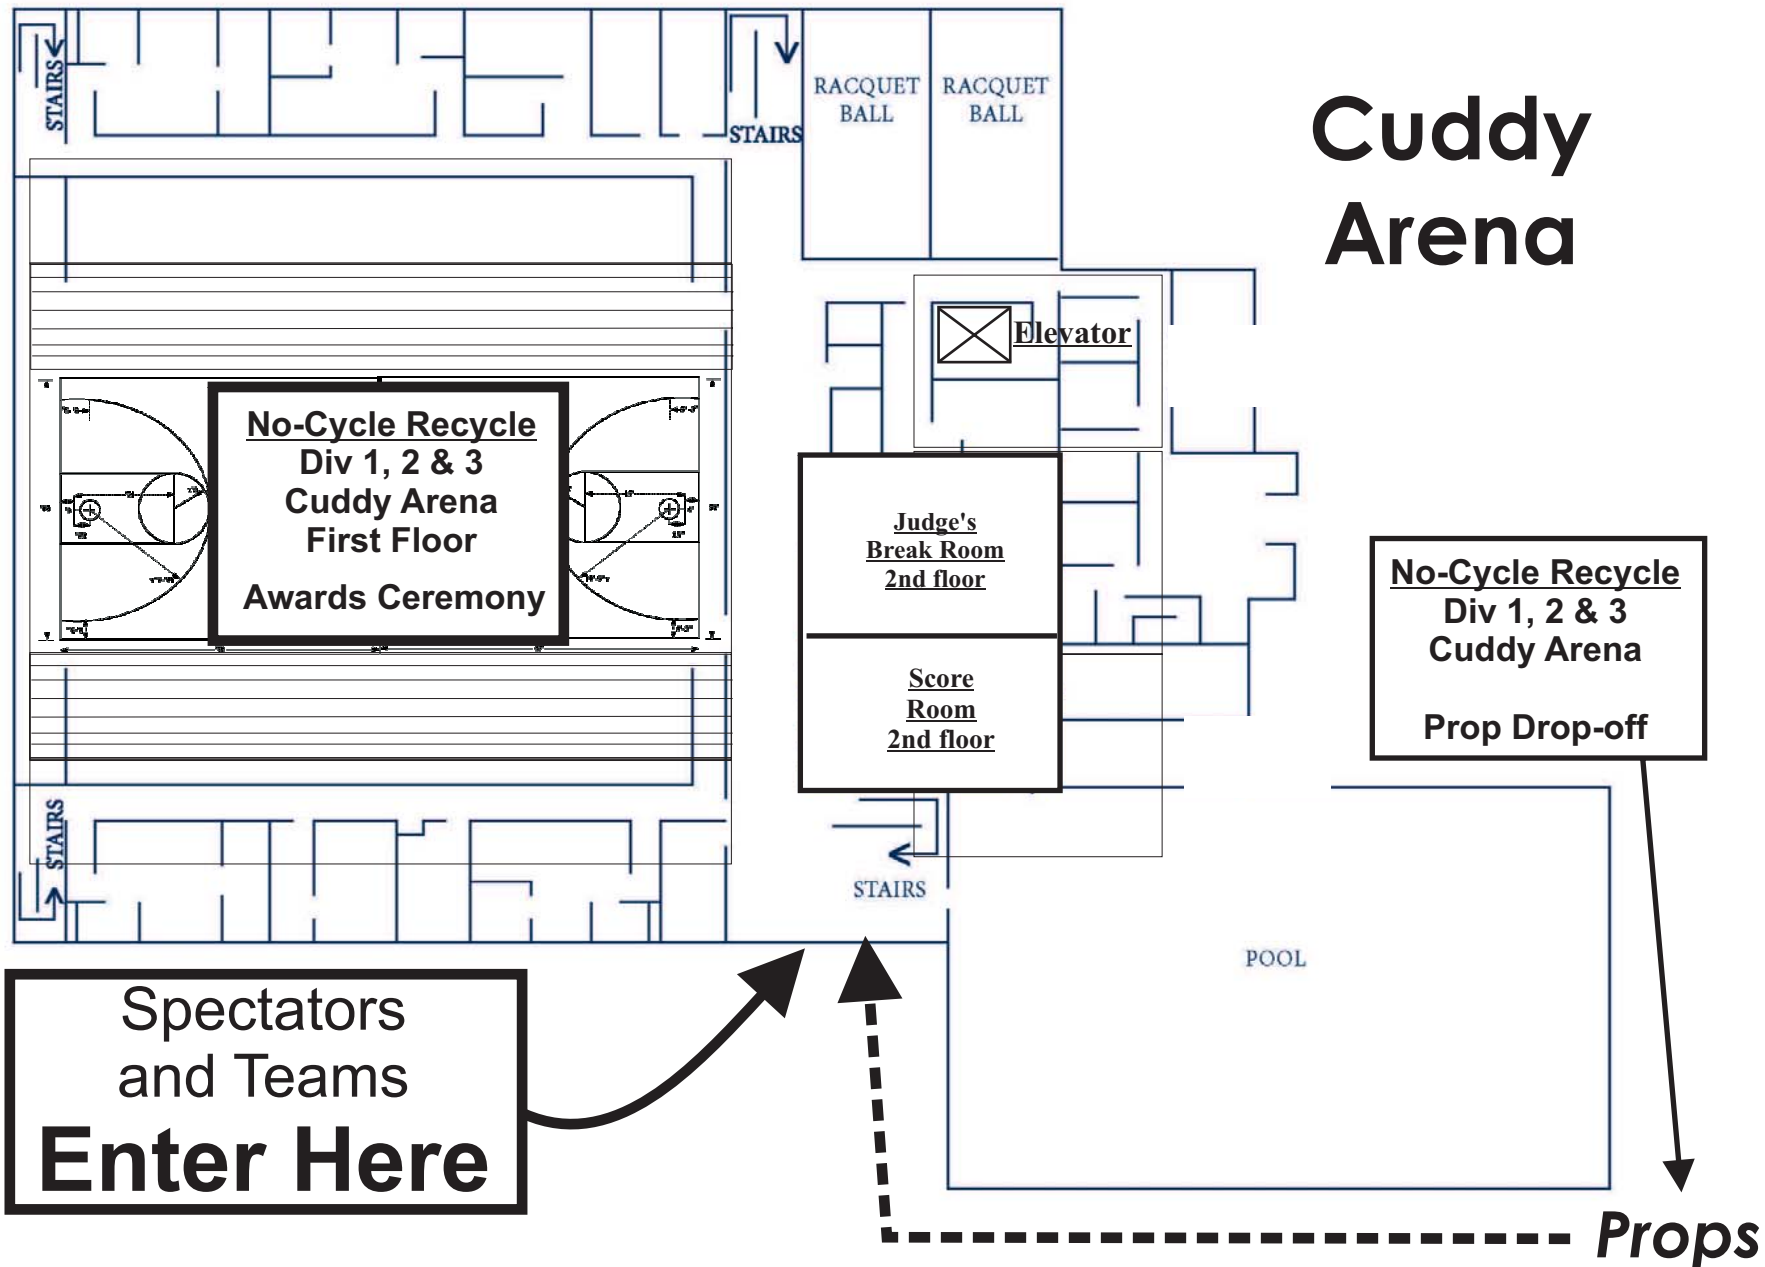 Cuddy
Arena
STAIRS
STAIRS
RACQUET
BALL
RACQUET
BALL
Elevator
No-Cycle Recycle
Div 1, 2 & 3
Cuddy Arena
First Floor
Awards Ceremony
Judge's
Break Room
2nd floor
Score
Room
2nd floor
No-Cycle Recycle
Div 1, 2 & 3
Cuddy Arena
Prop Drop-off
STAIRS
STAIRS
POOL
Spectators
and Teams
Enter Here
Props